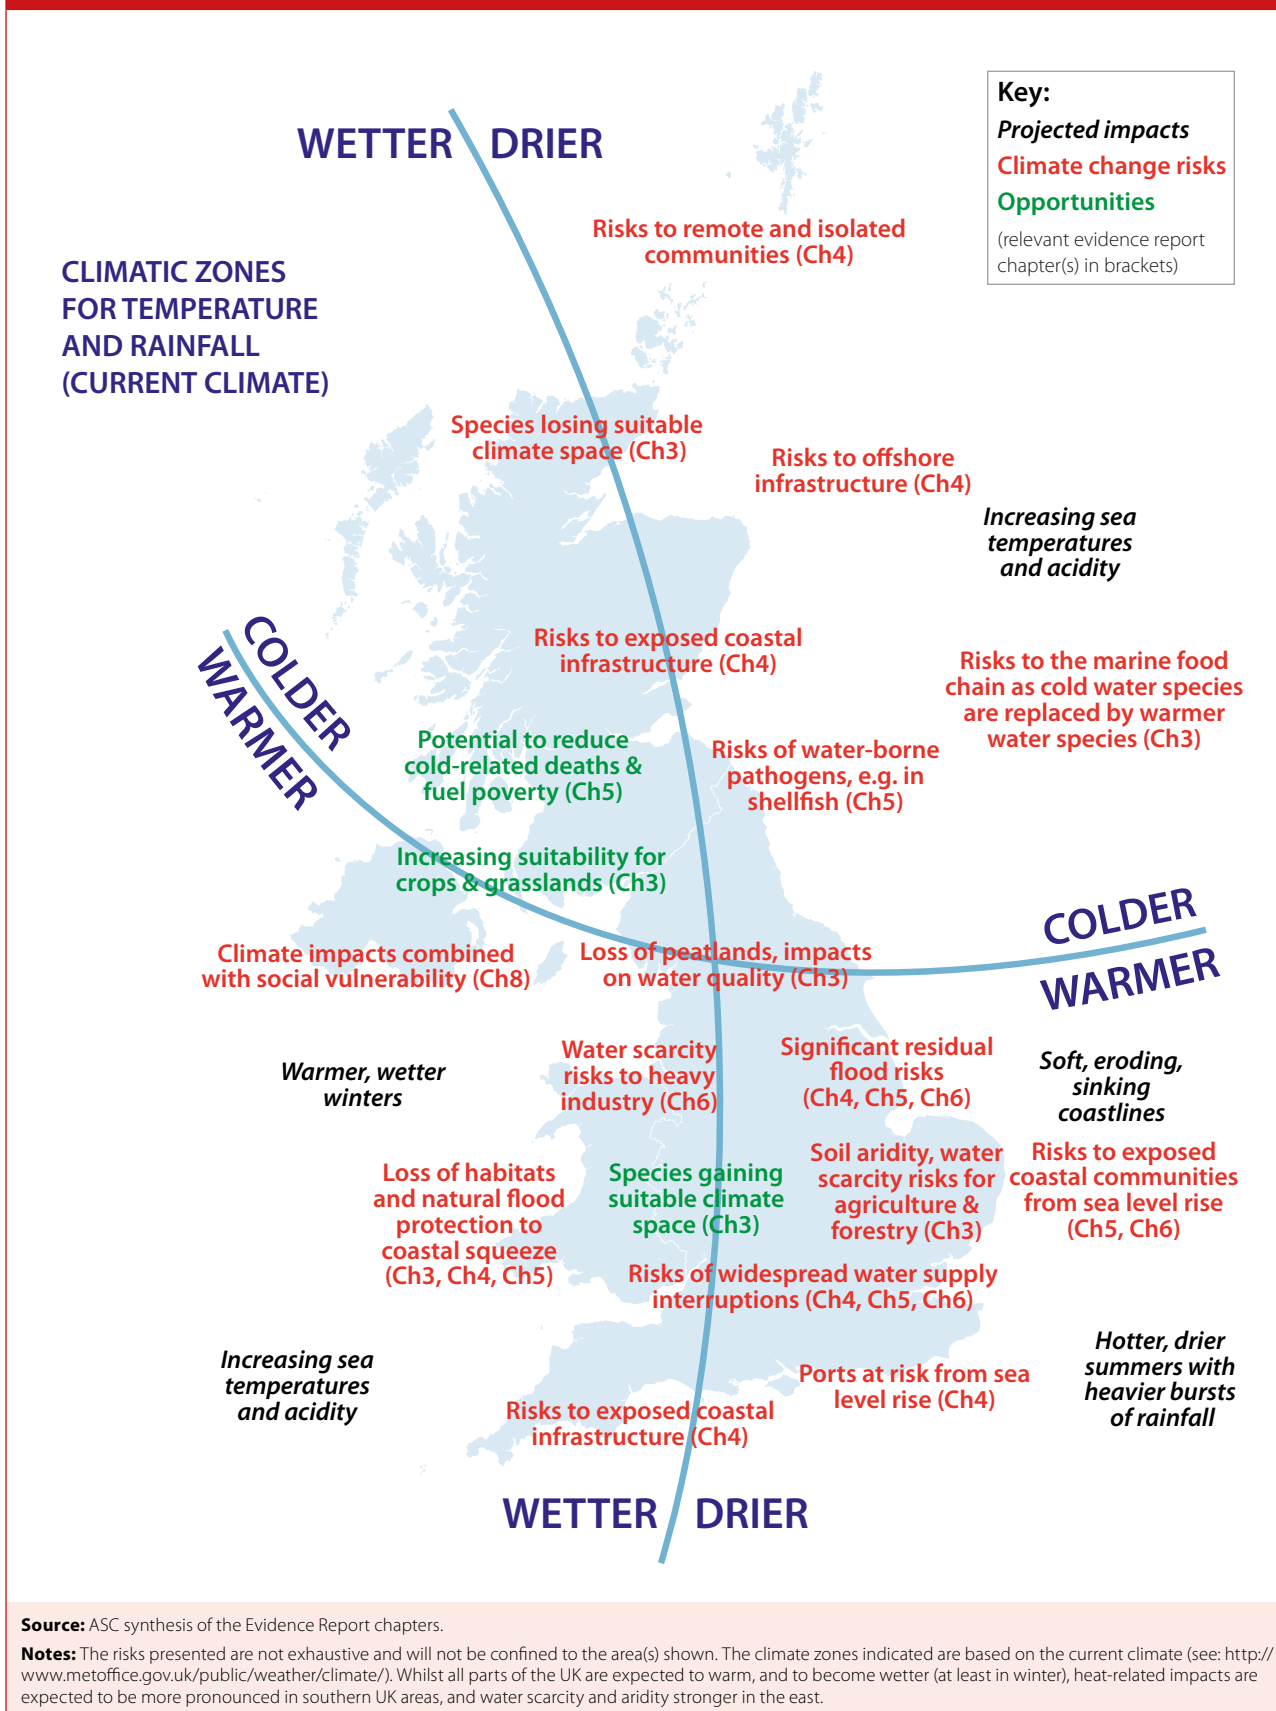 WETTER
DRIER
Key:
Projected impacts
Climate change risks
Opportunities
(relevant evidence report
chapter(s) in brackets)
Risks to remote and isolated
communities (Ch4)
CLIMATIC ZONES
FOR TEMPERATURE
AND RAINFALL
(CURRENT CLIMATE)
Species losing suitable
climate space (Ch3)
Risks to offshore
infrastructure (Ch4)
Increasing sea
temperatures
and acidity
COLDER
WARMER
Risks to exposed coastal
infrastructure (Ch4)
Risks to the marine food
chain as cold water species
are replaced by warmer
water species (Ch3)
Potential to reduce
cold-related deaths &
fuel poverty (Ch5)
Risks of water-borne
pathogens, e.g. in
shellfish (Ch5)
Increasing suitability for
crops & grasslands (Ch3)
COLDER
WARMER
Climate impacts combined
with social vulnerability (Ch8)
Loss of peatlands, impacts
on water quality (Ch3)
Warmer, wetter
winters
Water scarcity
risks to heavy
industry (Ch6)
Significant residual
flood risks
(Ch4, Ch5, Ch6)
Soft, eroding,
sinking
coastlines
Loss of habitats
and natural flood
protection to
coastal squeeze
(Ch3, Ch4, Ch5)
Species gaining
suitable climate
space (Ch3)
Soil aridity, water
scarcity risks for
agriculture &
forestry (Ch3)
Risks to exposed
coastal communities
from sea level rise
(Ch5, Ch6)
Risks of widespread water supply
interruptions (Ch4, Ch5, Ch6)
Increasing sea
temperatures
and acidity
Ports at risk from sea
level rise (Ch4)
Hotter, drier
summers with
heavier bursts
of rainfall
Risks to exposed coastal
infrastructure (Ch4)
WETTER
DRIER
Source: ASC synthesis of the Evidence Report chapters.
Notes: The risks presented are not exhaustive and will not be confined to the area(s) shown. The climate zones indicated are based on the current climate (see: http://
www.metoffice.gov.uk/public/weather/climate/). Whilst all parts of the UK are expected to warm, and to become wetter (at least in winter), heat-related impacts are
expected to be more pronounced in southern UK areas, and water scarcity and aridity stronger in the east.